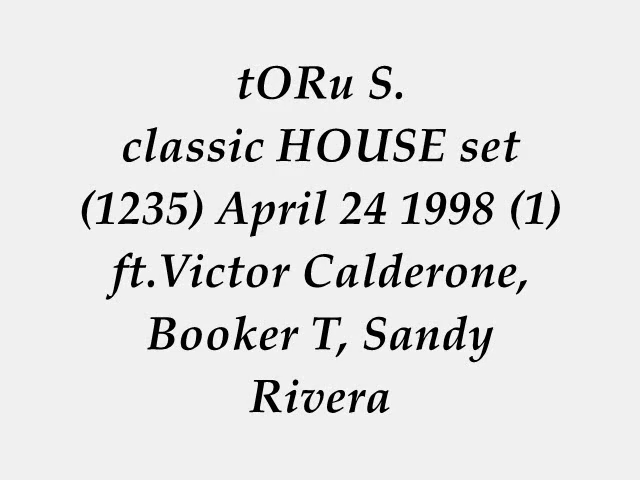 tORu S.
classic HOUSE set
(1235) April 24 1998 (1)
ft.Victor Calderone,
Booker T, Sandy
Rivera